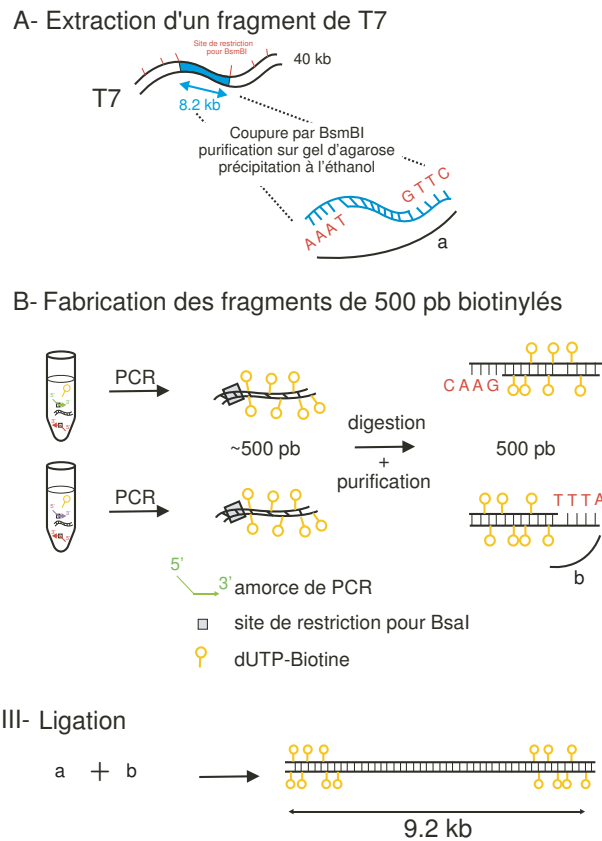 A- Extraction d'un fragment de T7
Site de restriction
pour BsmBI
40 kb
T7
8.2 kb
Coupure par BsmBI
purification sur gel d'agarose
précipitation à l'éthanol
GTTC
AAAT
a
B- Fabrication des fragments de 500 pb biotinylés
PCR
CAAG
digestion
~500 pb
+
500 pb
purification
PCR
TTTA
b
5'
3' amorce de PCR
site de restriction pour BsaI
dUTP-Biotine
III- Ligation
a + b
9.2 kb